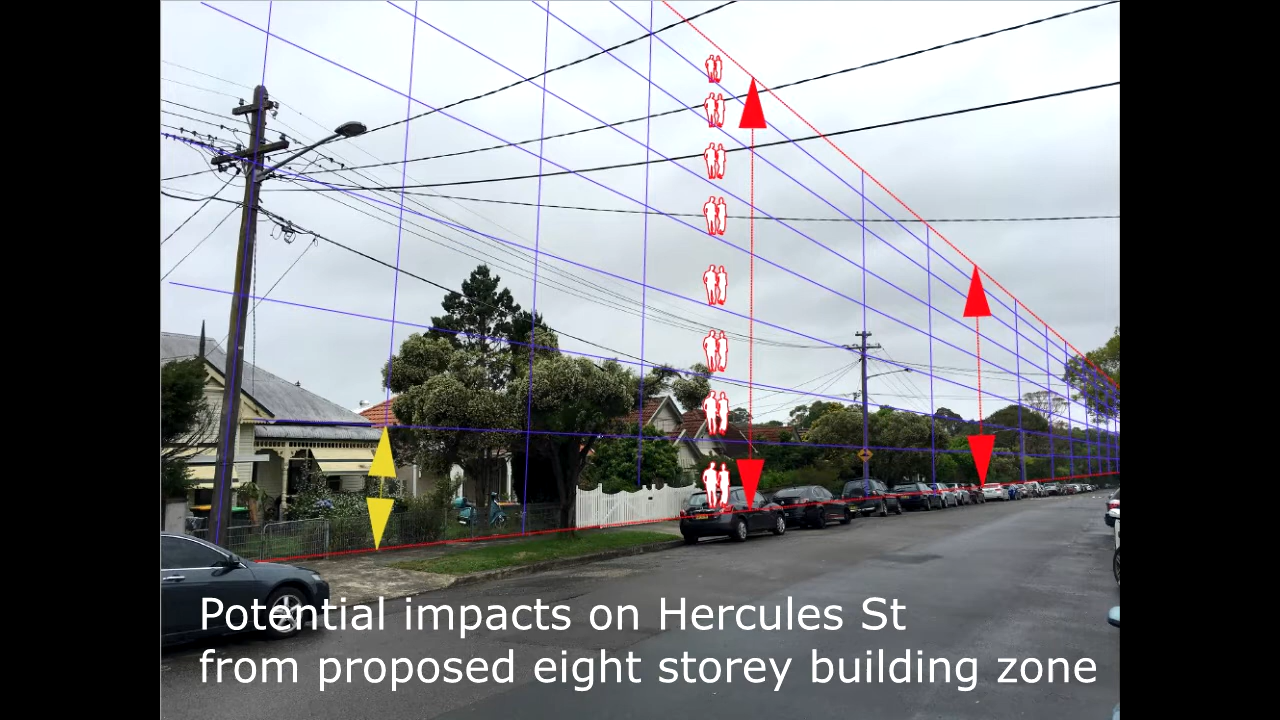 Potential impacts on Hercules St
from proposed eight storey building zone